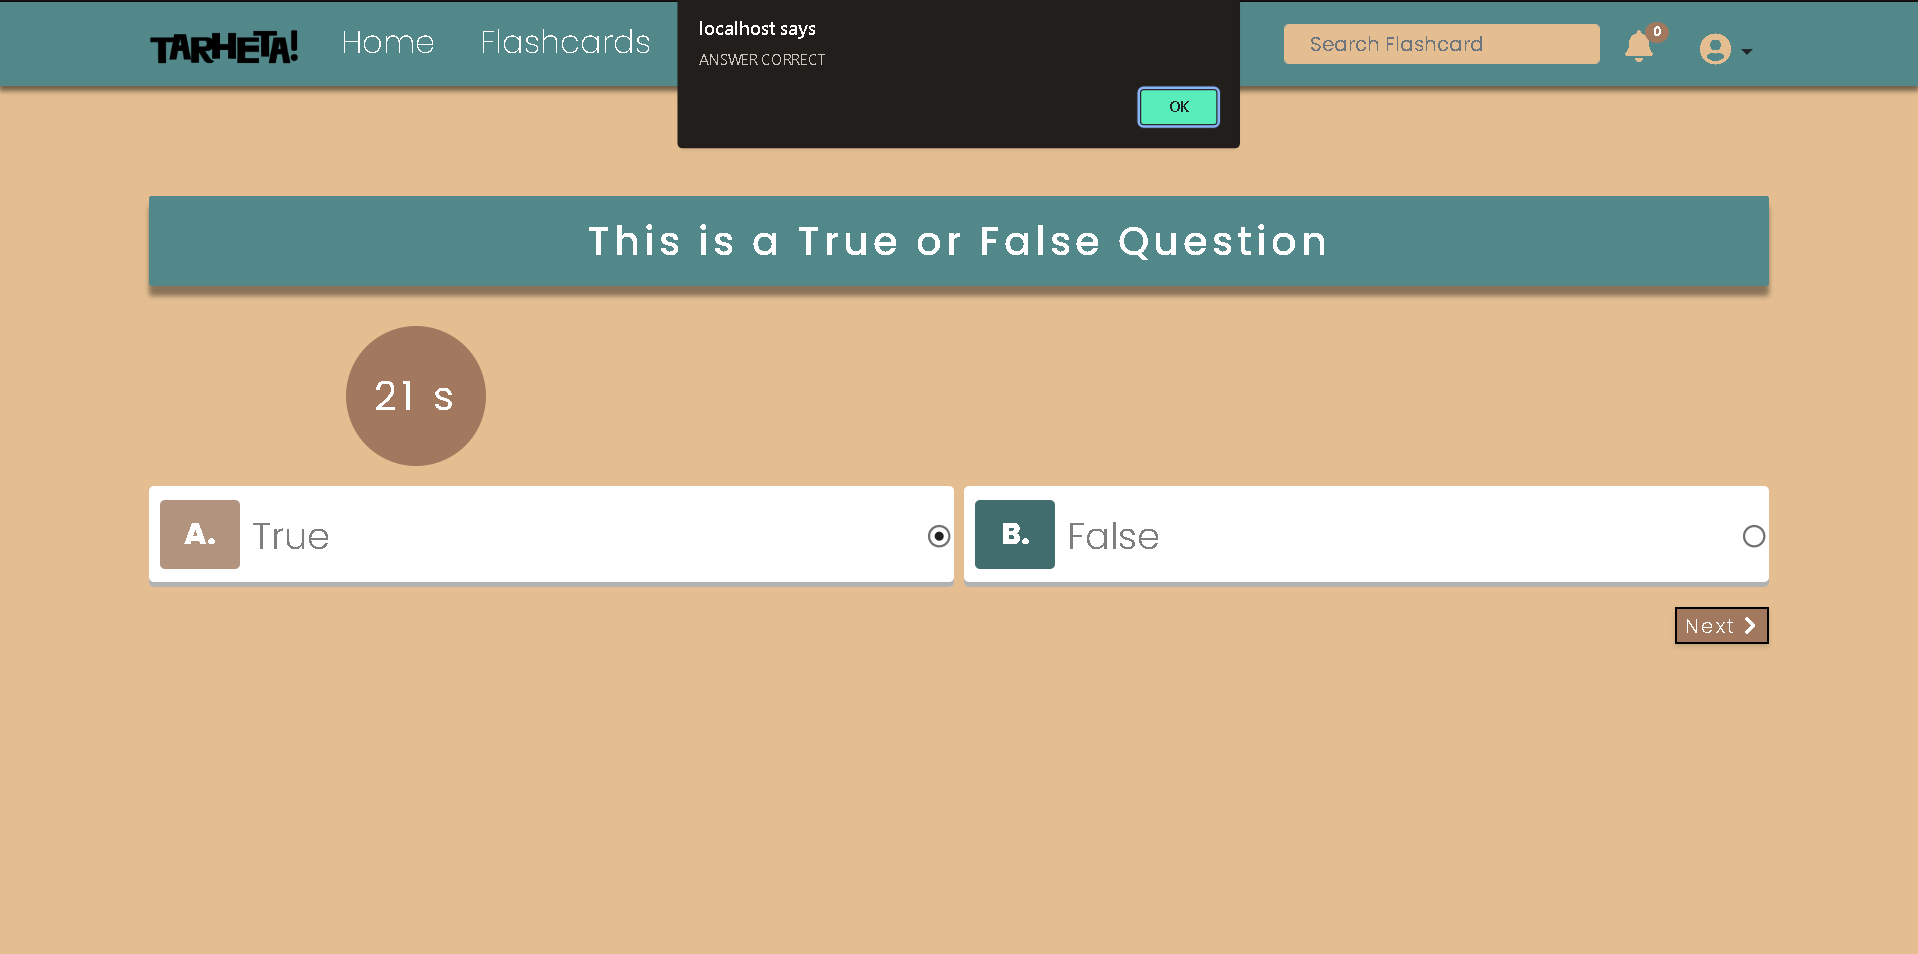 TARHETA!
Home
Flashcards
localhost says
ANSWER CORRECT
OK
Search Flashcard
0
This is a True or False Question
21 s
A. True
B. False
Next